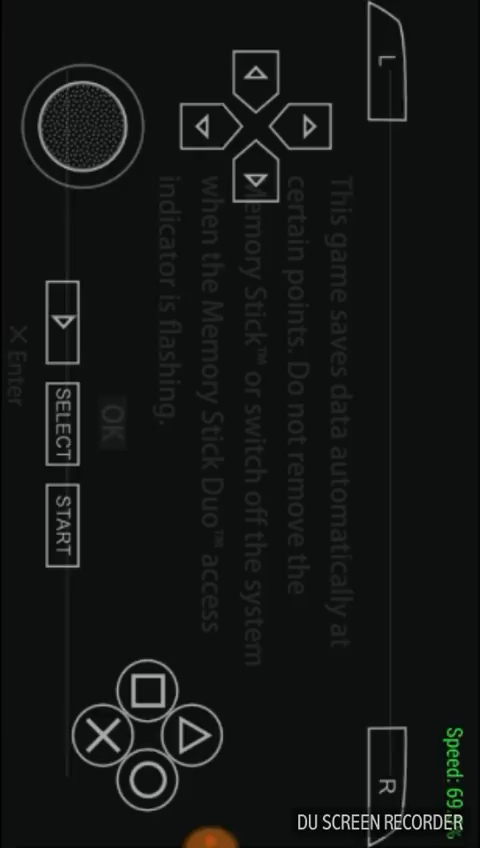 L
R
Speed: 69.
This game saves data automatically at
certain points. Do not remove the
Memory Stick™ or switch off the system
when the Memory Stick Duo™ access
indicator is flashing.
OK
SELECT
START
X Enter
DU SCREEN RECORDER